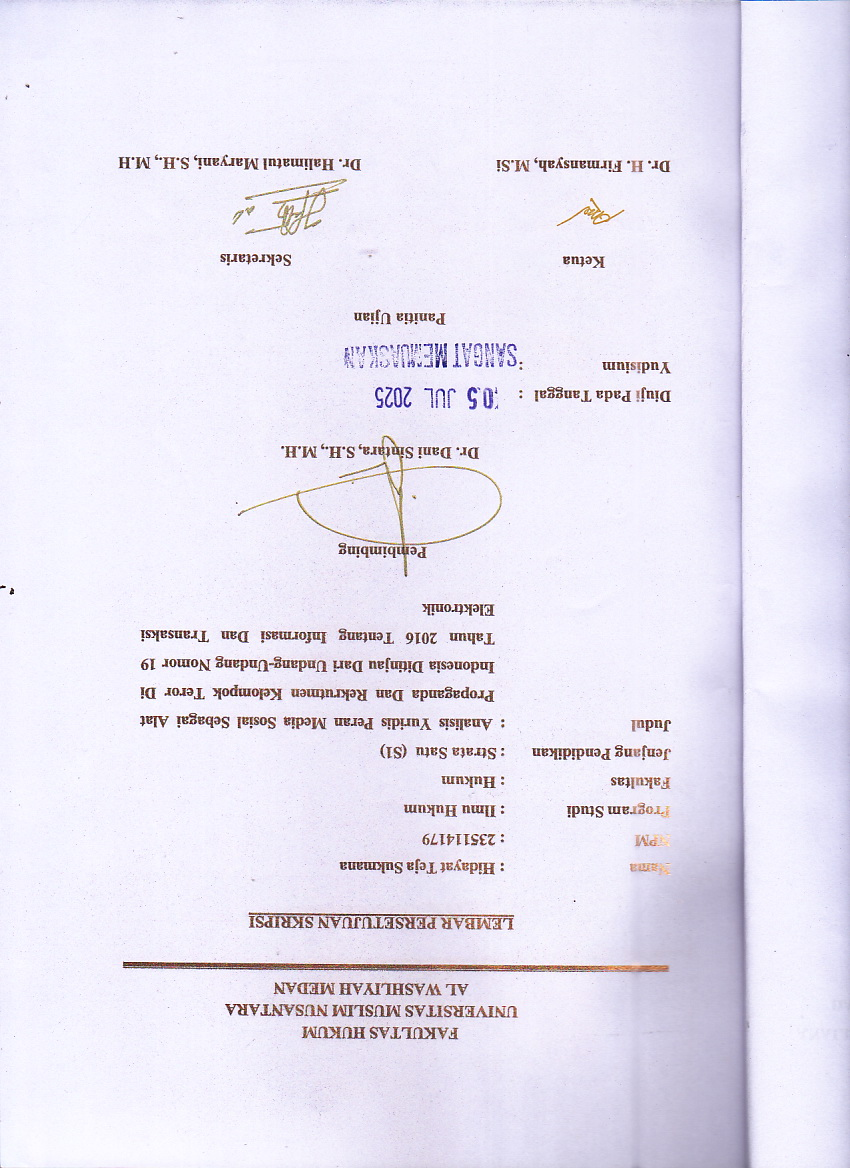 FAKULTAS HUKUM
UNIVERSITAS MUSLIM NUSANTARA
AL WASHLIYAH MEDAN
LEMBAR PERSETUJUAN SKRIPSI
Nama : Hidayat Teja Sukmana
NPM : 235114179
Program Studi : Ilmu Hukum
Fakultas : Hukum
Jenjang Pendidikan : Strata Satu (S1)
Judul : Analisis Yuridis Peran Media Sosial Sebagai Alat
Propaganda Dan Rekrutmen Kelompok Teror Di
Indonesia Ditinjau Dari Undang-Undang Nomor 19
Tahun 2016 Tentang Informasi Dan Transaksi
Elektronik
Pembimbing
Dr. Dani Sintara, S.H., M.H.
Diuji Pada Tanggal : 05 JUL 2025
Yudisium : SANGAT MEMUASKAN
Panitia Ujian
Ketua Sekretaris
Dr. H. Firmansyah, M.Si Dr. Halimatul Maryani, S.H., M.H